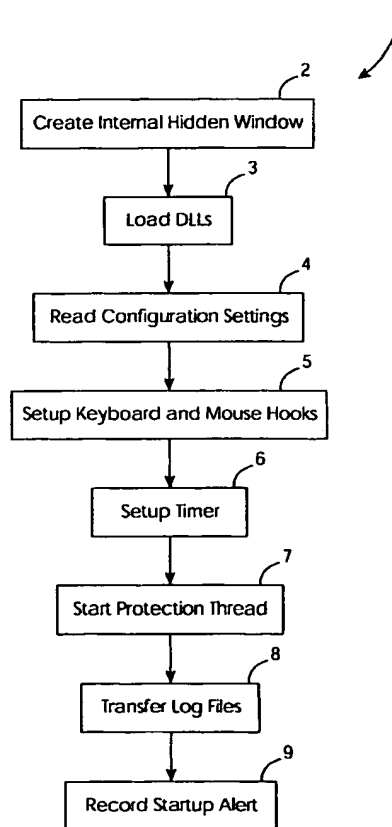 2
Create Internal Hidden Window
3
Load DLLs
4
Read Configuration Settings
5
Setup Keyboard and Mouse Hooks
6
Setup Timer
7
Start Protection Thread
8
Transfer Log Files
9
Record Startup Alert